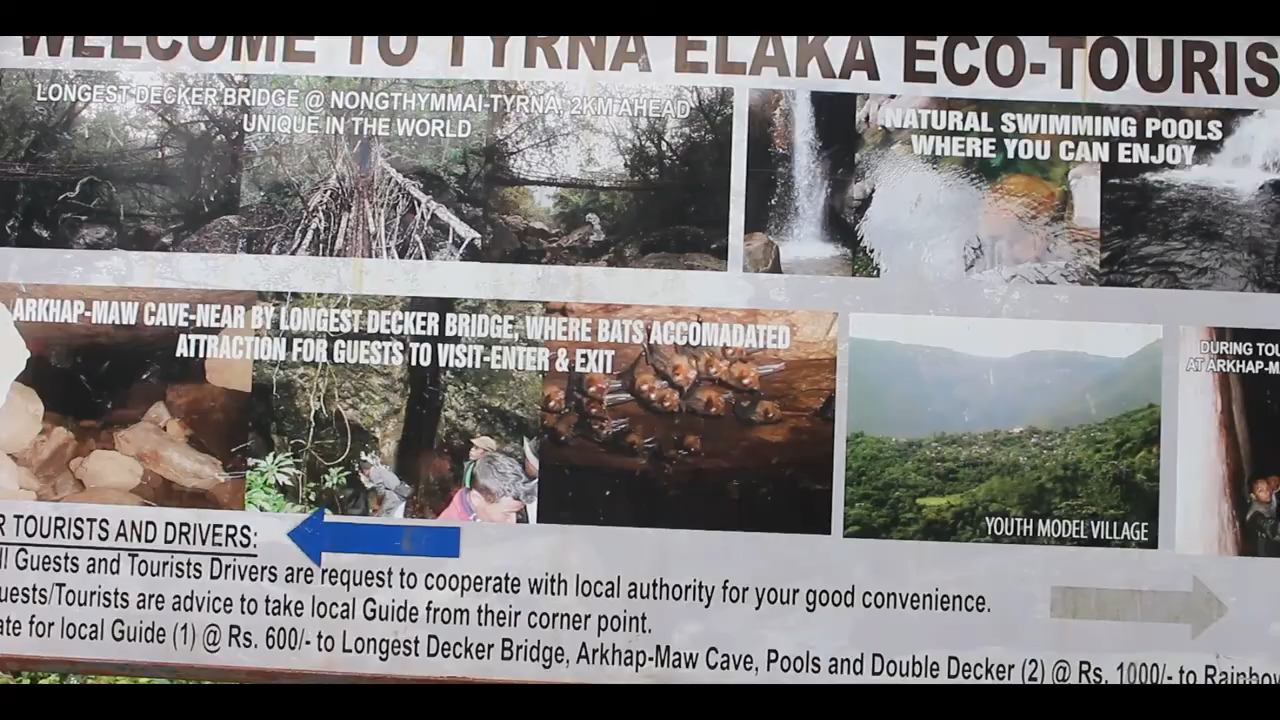 WELCOME TO TYRNA ELAKA ECO-TOURIS
LONGEST DECKER BRIDGE @ NONGTHYMMAI-TYRNA, 2KM AHEAD
UNIQUE IN THE WORLD
NATURAL SWIMMING POOLS
WHERE YOU CAN ENJOY
ARKHAP-MAW CAVE-NEAR BY LONGEST DECKER BRIDGE, WHERE BATS ACCOMADATED
ATTRACTION FOR GUESTS TO VISIT-ENTER & EXIT
YOUTH MODEL VILLAGE
DURING TOU
AT ARKHAP-M
R TOURISTS AND DRIVERS:
ll Guests and Tourists Drivers are request to cooperate with local authority for your good convenience.
uests/Tourists are advice to take local Guide from their corner point.
ate for local Guide (1) @ Rs. 600/- to Longest Decker Bridge, Arkhap-Maw Cave, Pools and Double Decker (2) @ Rs. 1000/- to Rainbow